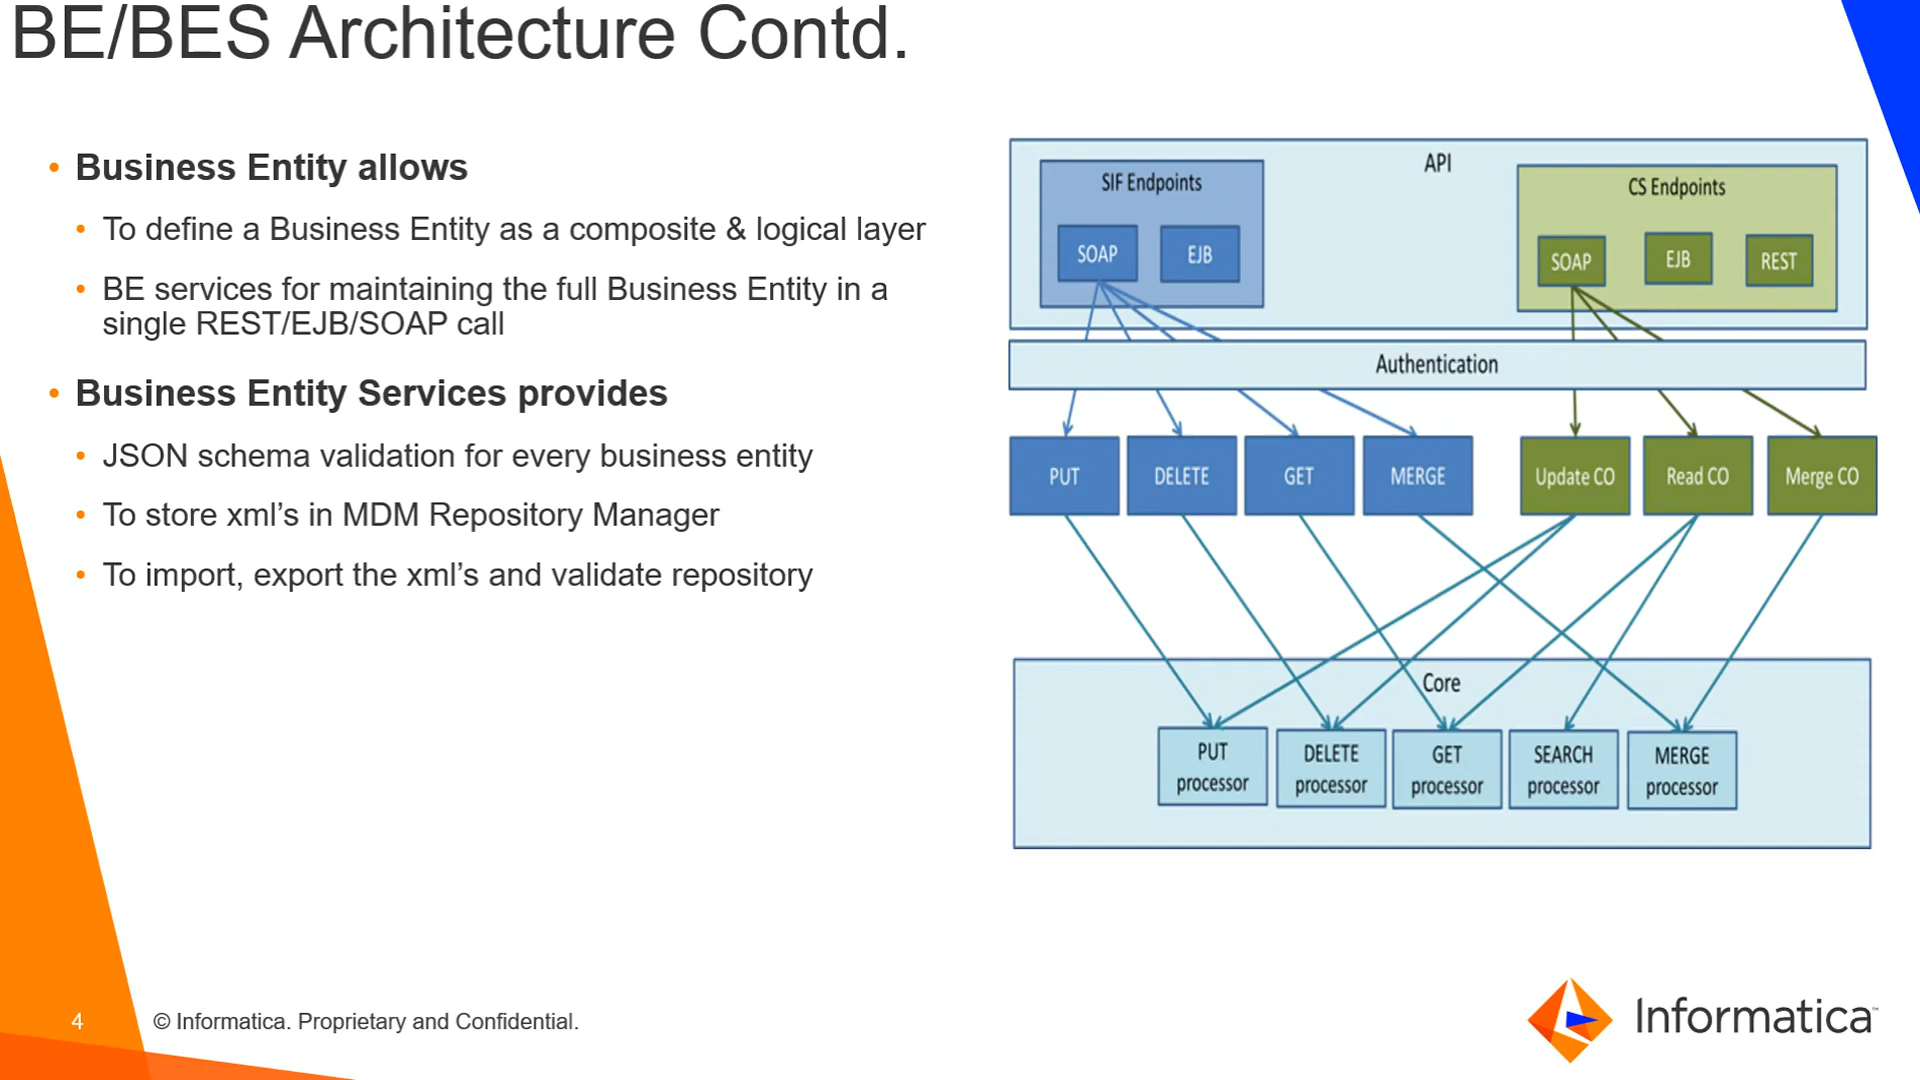 BE/BES Architecture Contd.
• Business Entity allows
• To define a Business Entity as a composite & logical layer
• BE services for maintaining the full Business Entity in a
single REST/EJB/SOAP call
• Business Entity Services provides
• JSON schema validation for every business entity
• To store xml’s in MDM Repository Manager
• To import, export the xml’s and validate repository
API
SIF Endpoints
SOAP
EJB
CS Endpoints
SOAP
EJB
REST
Authentication
PUT
DELETE
GET
MERGE
Update CO
Read CO
Merge CO
Core
PUT
processor
DELETE
processor
GET
processor
SEARCH
processor
MERGE
processor
4
© Informatica. Proprietary and Confidential.
Informatica™